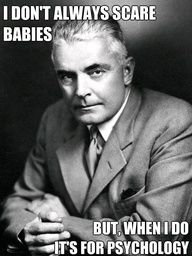 I DON'T ALWAYS SCARE
BABIES
BUT, WHEN I DO
IT'S FOR PSYCHOLOGY